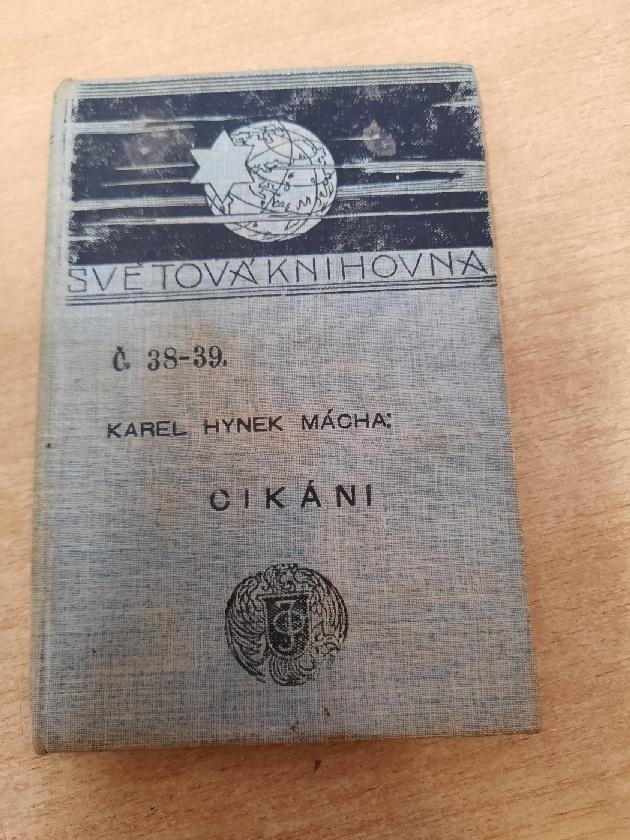 SVĚTOVÁ KNIHOVNA
Č. 38-39.
KAREL HYNEK MÁCHA:
CIKÁNI